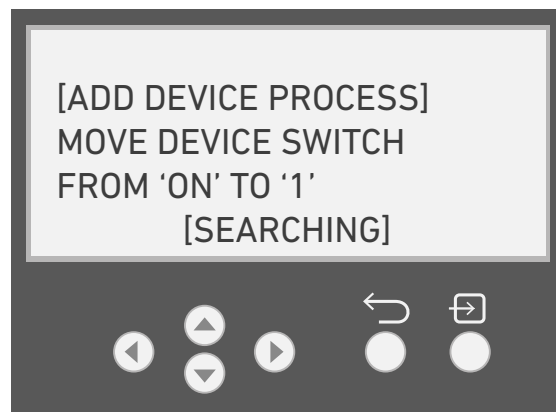 [ADD DEVICE PROCESS]
MOVE DEVICE SWITCH
FROM ‘ON’ TO ‘1’
[SEARCHING]